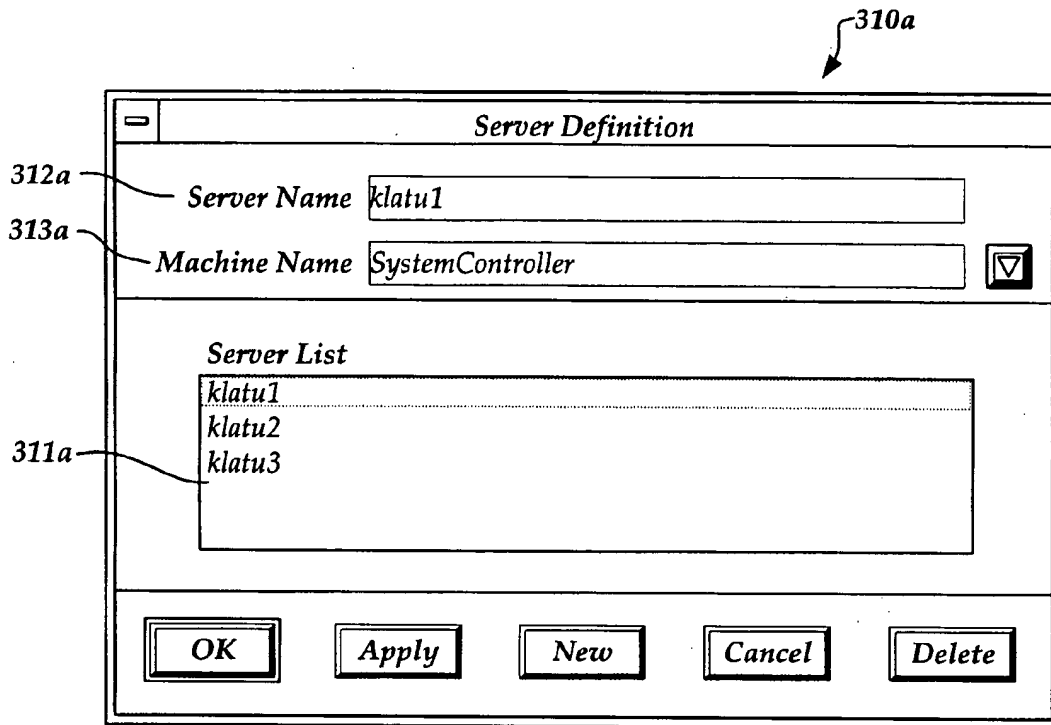 310a
Server Definition
312a
Server Name klatu1
313a
Machine Name SystemController
Server List
klatu1
klatu2
311a
klatu3
OK Apply New Cancel Delete